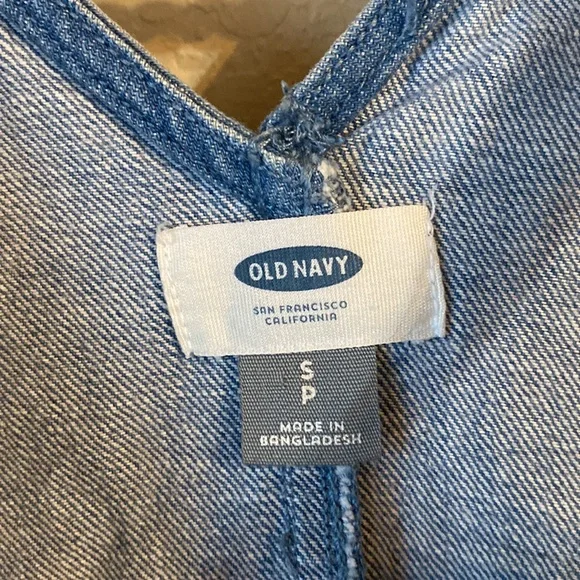 OLD NAVY
SAN FRANCISCO
CALIFORNIA
S
P
MADE IN
BANGLADESH